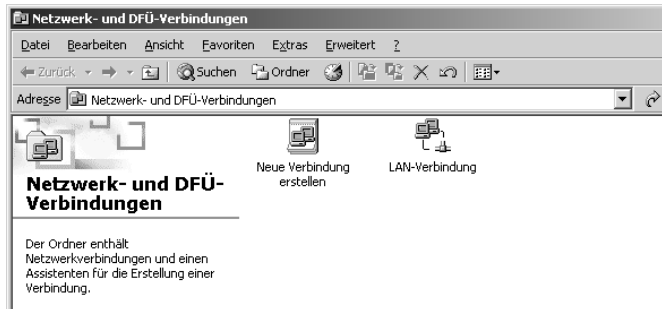 Netzwerk- und DFÜ-Verbindungen
Datei Bearbeiten Ansicht Favoriten Extras Erweitert ?
Zurück Suchen Ordner
Adresse Netzwerk- und DFÜ-Verbindungen
Netzwerk- und DFÜ-
Verbindungen
Der Ordner enthält
Netzwerkverbindungen und einen
Assistenten für die Erstellung einer
Verbindung.
Neue Verbindung
erstellen
LAN-Verbindung